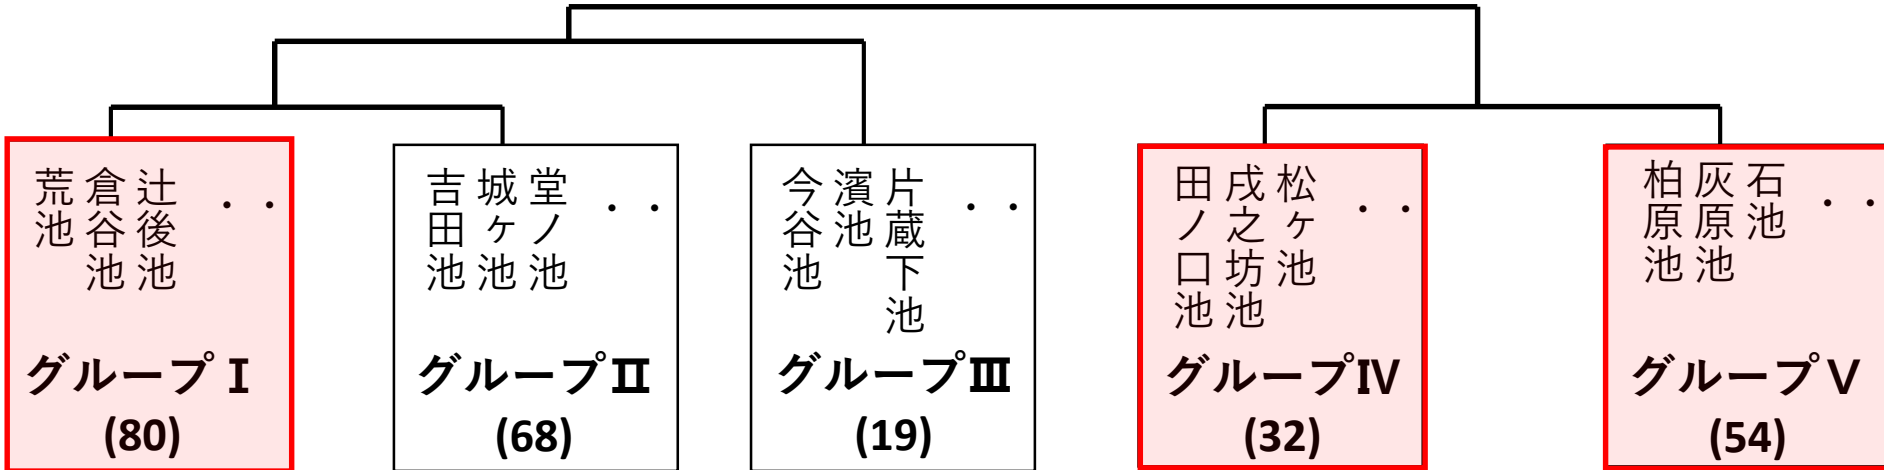 荒池
倉谷池
辻後池
・・
グループⅠ
(80)
吉田池
城ヶ池
堂ノ池
・・
グループⅡ
(68)
今谷池
濱池
片蔵下池
・・
グループⅢ
(19)
田ノ口池
戌之坊池
松ヶ池
・・
グループⅣ
(32)
柏原池
灰原池
石池
・・
グループⅤ
(54)